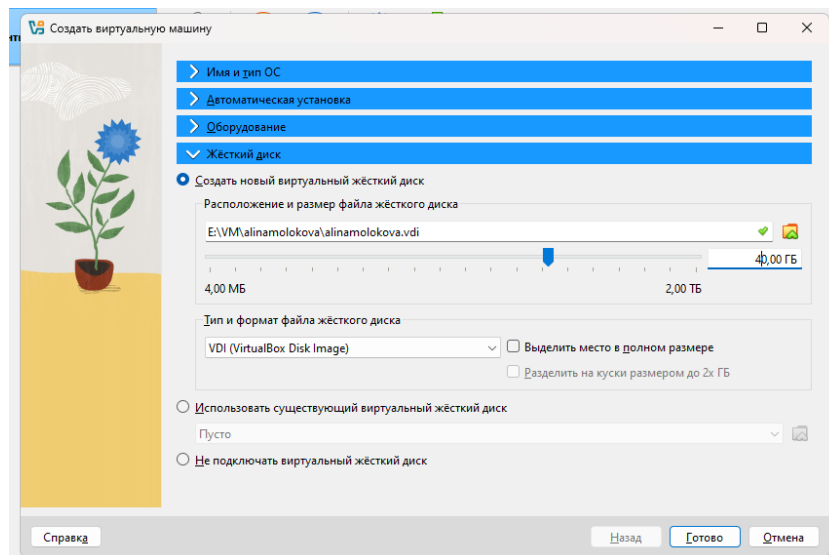 Создать виртуальную машину
Имя и тип ОС
Автоматическая установка
Оборудование
Жёсткий диск
Создать новый виртуальный жёсткий диск
Расположение и размер файла жёсткого диска
E:\VM\alinamolokova\alinamolokova.vdi
40,00 ГБ
4,00 МБ 2,00 ТБ
Тип и формат файла жёсткого диска
VDI (VirtualBox Disk Image) Выделить место в полном размере
Разделить на куски размером до 2х ГБ
Использовать существующий виртуальный жёсткий диск
Пусто
Не подключать виртуальный жёсткий диск
Справка Назад Готово Отмена